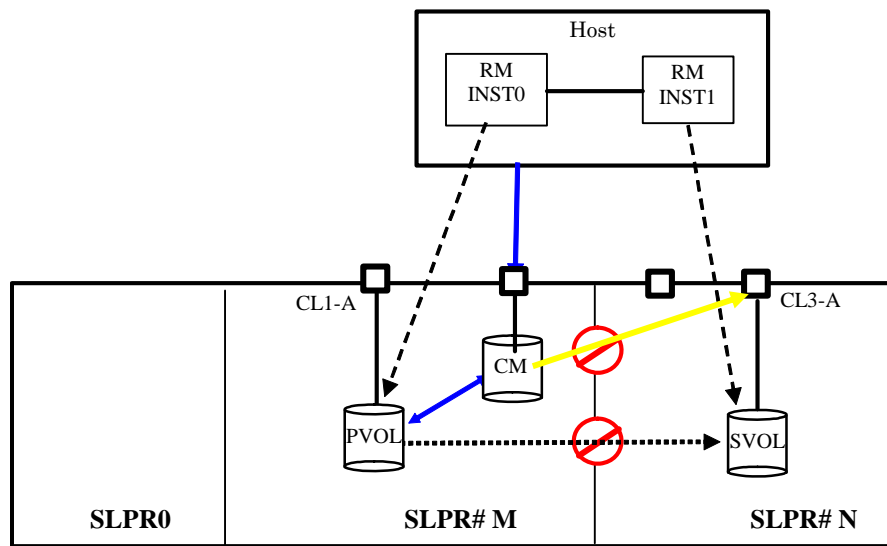 Host
RM
INST0
RM
INST1
CL1-A
CL3-A
CM
PVOL
SVOL
SLPR0
SLPR# M
SLPR# N